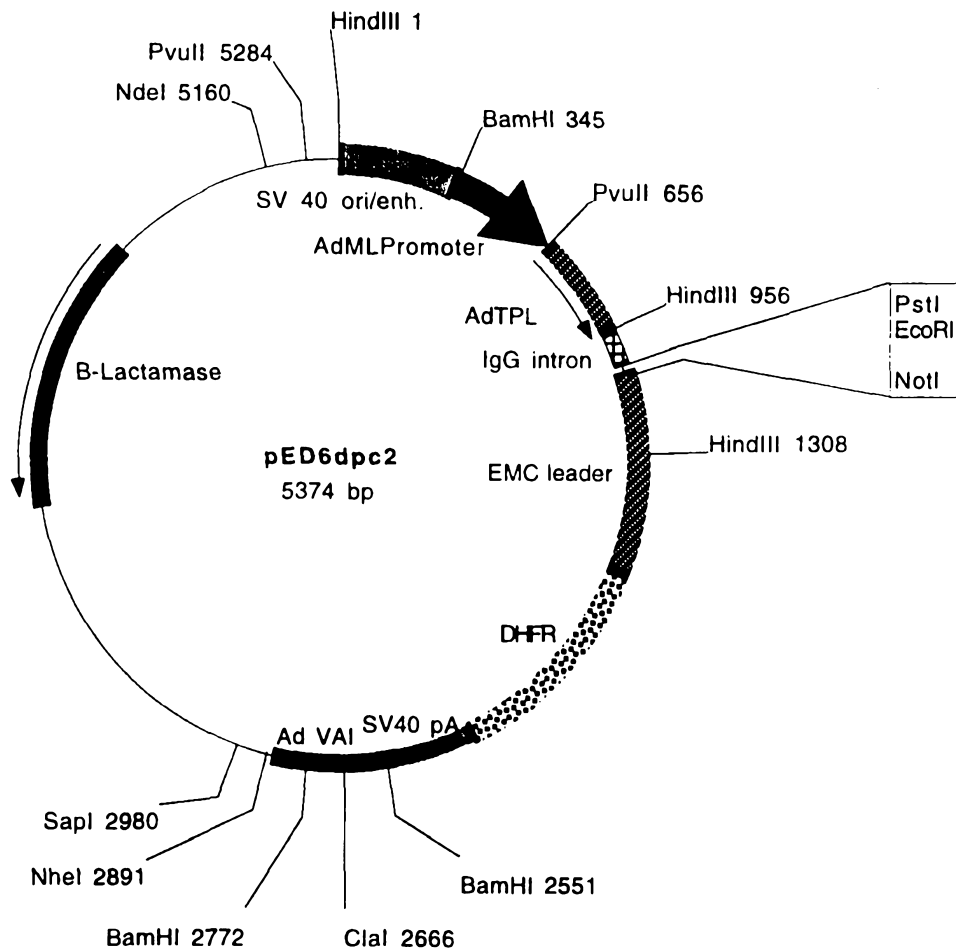 HindIII 1
PvuII 5284
NdeI 5160
BamHI 345
SV 40 ori/enh.
PvuII 656
AdMLPromoter
HindIII 956
AdTPL
IgG intron
PstI
EcoRI
NotI
B-Lactamase
HindIII 1308
EMC leader
pED6dpc2
5374 bp
DHFR
Ad VAI
SV40 pA
SapI 2980
NheI 2891
BamHI 2551
BamHI 2772
ClaI 2666